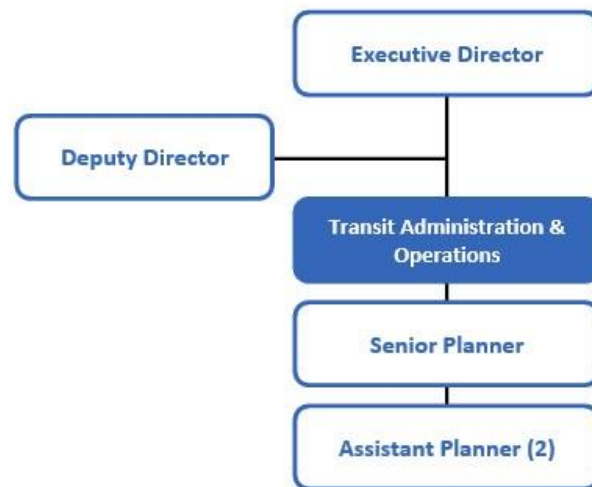 Executive Director
Deputy Director
Transit Administration &
Operations
Senior Planner
Assistant Planner (2)